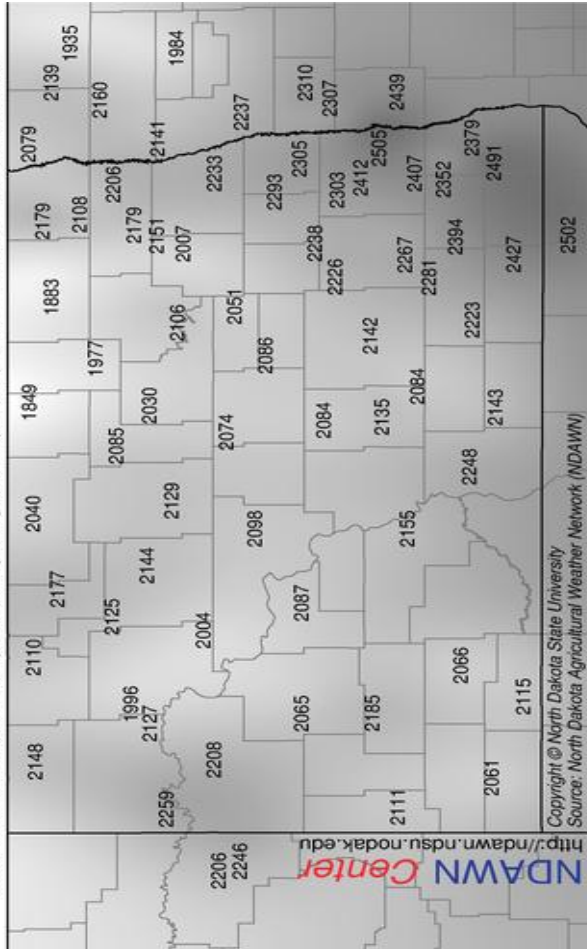 2148 2110 2040 1849 1883 2179 2079 2139 1935
2177 2108
1977 2160
2125 2085 2206
1996 2179
2127 2144 2030 2151 2141
2259 2129 2106 2007 1984
2208 2004 2233
2206 2074 2051 2237
2246 2098 2086 2293
2065 2087 2238 2305 2310
2084 2226 2303 2307
2185 2135 2142 2412 2505
2111 2155 2084 2267 2407 2439
2281 2352
2066 2248 2223 2394 2379
2061 2143 2491
2115 2427
2502
NDAWN Center
http://ndawn.ndsu.nodak.edu
Copyright © North Dakota State University
Source: North Dakota Agricultural Weather Network (NDAWN)